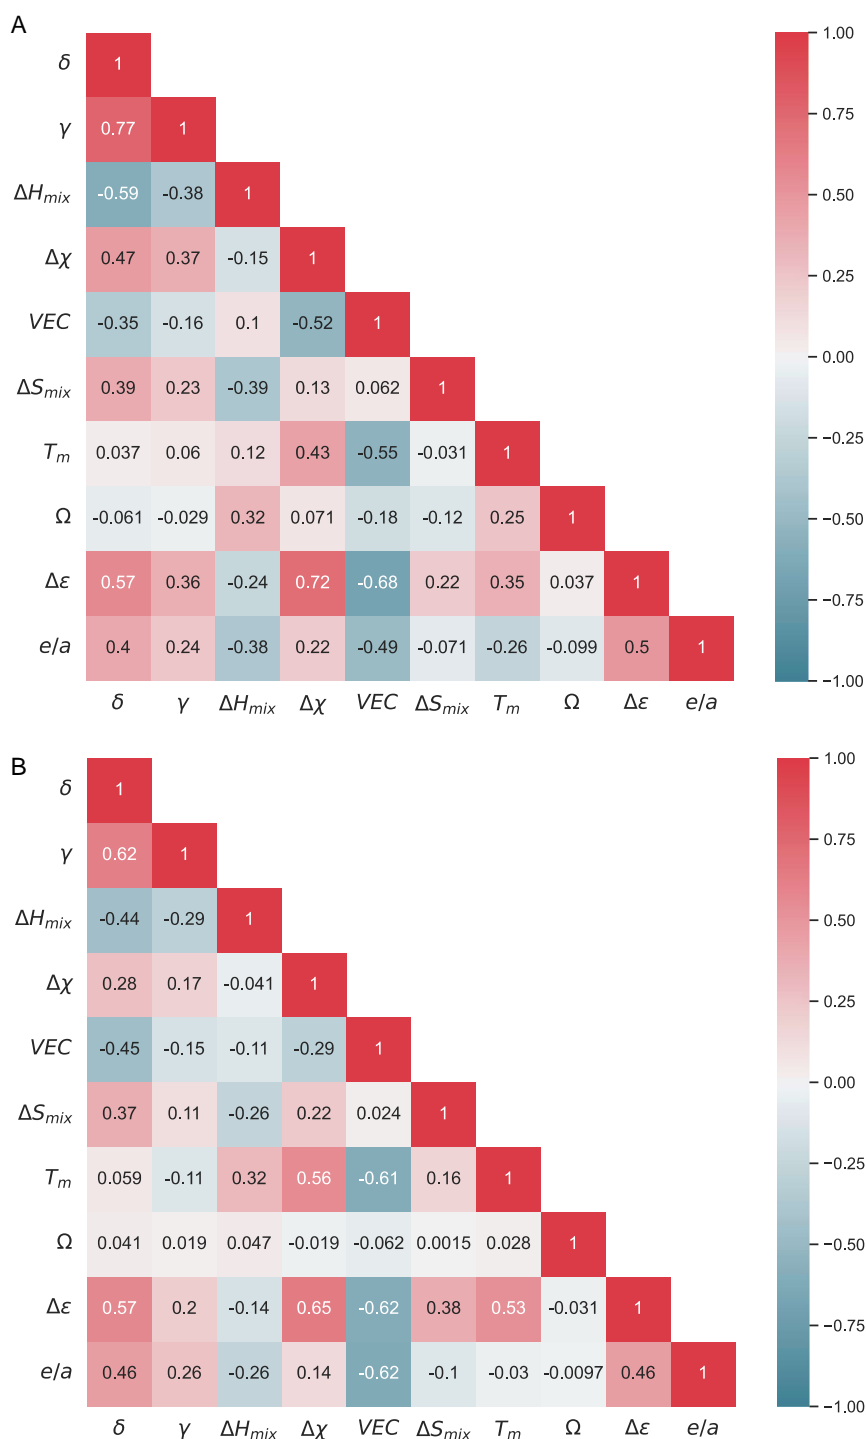 A
δ 1 1.00
γ 0.77 1 0.75
ΔH_mix -0.59 -0.38 1 0.50
Δχ 0.47 0.37 -0.15 1 0.25
VEC -0.35 -0.16 0.1 -0.52 1 0.00
ΔS_mix 0.39 0.23 -0.39 0.13 0.062 1
T_m 0.037 0.06 0.12 0.43 -0.55 -0.031 1 −0.25
Ω -0.061 -0.029 0.32 0.071 -0.18 -0.12 0.25 1 −0.50
Δε 0.57 0.36 -0.24 0.72 -0.68 0.22 0.35 0.037 1 −0.75
e/a 0.4 0.24 -0.38 0.22 -0.49 -0.071 -0.26 -0.099 0.5 1 −1.00
δ γ ΔH_mix Δχ VEC ΔS_mix T_m Ω Δε e/a
B
δ 1 1.00
γ 0.62 1 0.75
ΔH_mix -0.44 -0.29 1 0.50
Δχ 0.28 0.17 -0.041 1 0.25
VEC -0.45 -0.15 -0.11 -0.29 1 0.00
ΔS_mix 0.37 0.11 -0.26 0.22 0.024 1
T_m 0.059 -0.11 0.32 0.56 -0.61 0.16 1 −0.25
Ω 0.041 0.019 0.047 -0.019 -0.062 0.0015 0.028 1 −0.50
Δε 0.57 0.2 -0.14 0.65 -0.62 0.38 0.53 -0.031 1 −0.75
e/a 0.46 0.26 -0.26 0.14 -0.62 -0.1 -0.03 -0.0097 0.46 1 −1.00
δ γ ΔH_mix Δχ VEC ΔS_mix T_m Ω Δε e/a